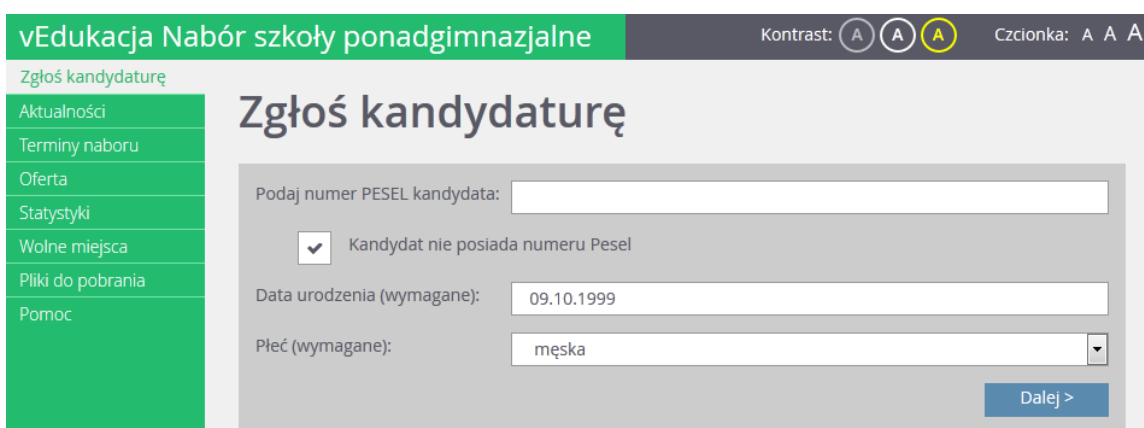 vEdukacja Nabór szkoły ponadgimnazjalne
Kontrast: A A A Czcionka: A A A
Zgłoś kandydaturę
Aktualności
Terminy naboru
Oferta
Statystyki
Wolne miejsca
Pliki do pobrania
Pomoc
Zgłoś kandydaturę
Podaj numer PESEL kandydata:
Kandydat nie posiada numeru Pesel
Data urodzenia (wymagane): 09.10.1999
Płeć (wymagane): męska
Dalej >